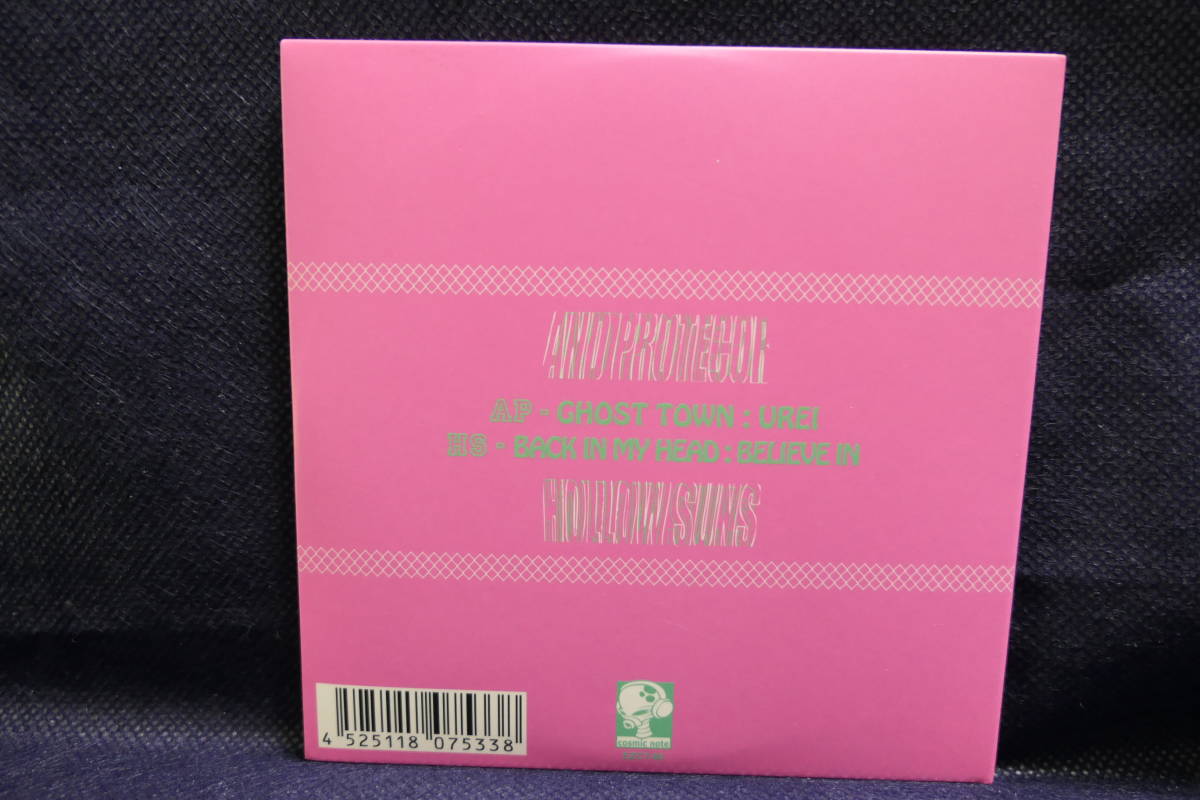 AND PROTECOR
AP - GHOST TOWN : UREI
HS - BACK IN MY HEAD : BELIEVE IN
HOLLOW SUNS
4 525118 075338
cosmic note